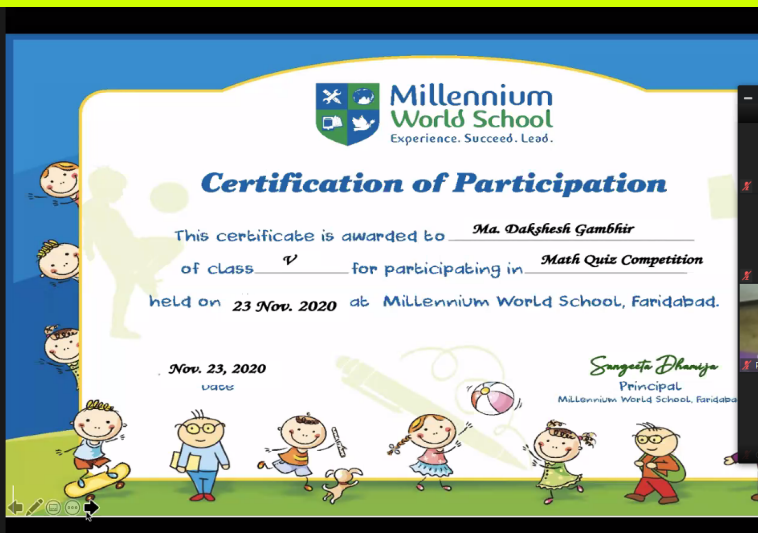 Millennium
World School
Experience. Succeed. Lead.
Certification of Participation
This certificate is awarded to Ma. Dakshesh Gambhir
of class V for participating in Math Quiz Competition
held on 23 Nov. 2020 at Millennium World School, Faridabad.
Nov. 23, 2020
Date
Sangeeta Dhamija
Principal
Millennium World School, Faridaba